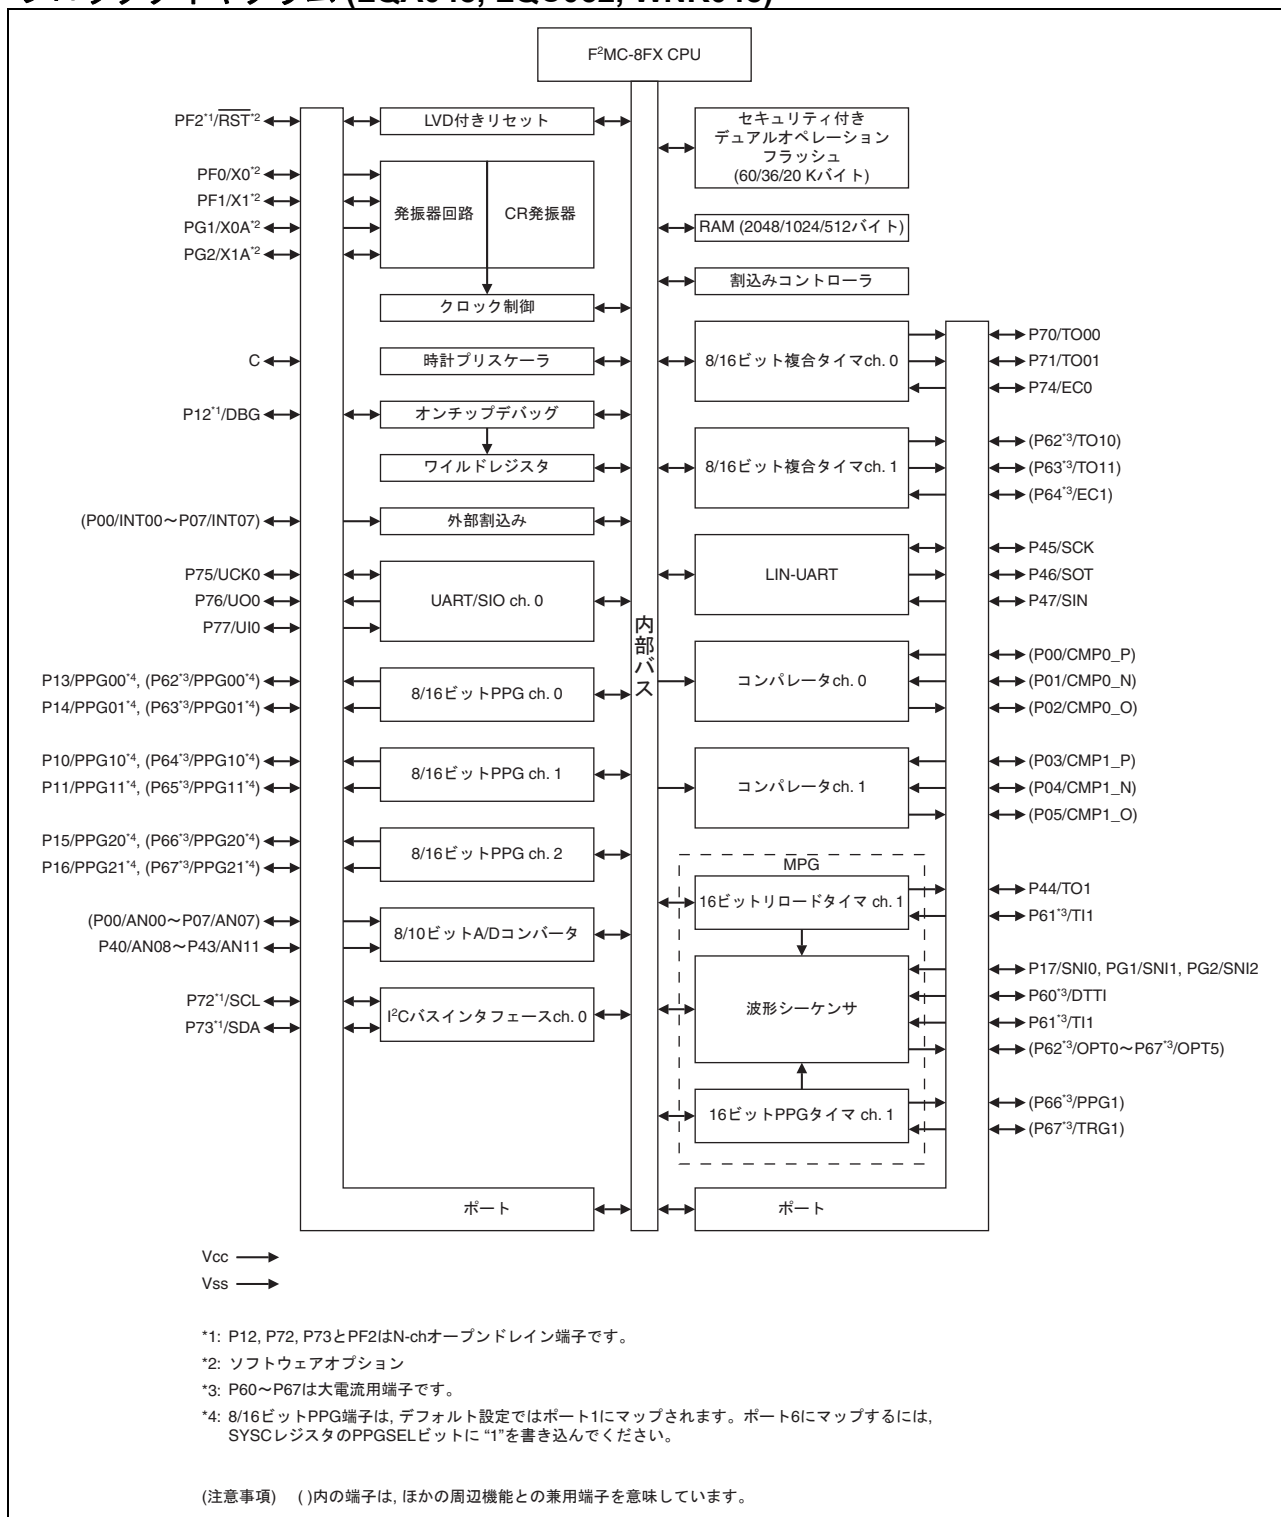 F²MC-8FX CPU
PF2*1/RST*2
LVD付きリセット
セキュリティ付き
デュアルオペレーション
フラッシュ
(60/36/20 Kバイト)
PF0/X0*2
PF1/X1*2
PG1/X0A*2
PG2/X1A*2
発振器回路
CR発振器
RAM (2048/1024/512バイト)
割込みコントローラ
クロック制御
C
時計プリスケーラ
8/16ビット複合タイマch. 0
P70/TO00
P71/TO01
P74/EC0
P12*1/DBG
オンチップデバッグ
ワイルドレジスタ
8/16ビット複合タイマch. 1
(P62*3/TO10)
(P63*3/TO11)
(P64*3/EC1)
(P00/INT00～P07/INT07)
外部割込み
P75/UCK0
P76/UO0
P77/UI0
UART/SIO ch. 0
LIN-UART
P45/SCK
P46/SOT
P47/SIN
内部バス
P13/PPG00*4, (P62*3/PPG00*4)
P14/PPG01*4, (P63*3/PPG01*4)
8/16ビットPPG ch. 0
コンパレータch. 0
(P00/CMP0_P)
(P01/CMP0_N)
(P02/CMP0_O)
P10/PPG10*4, (P64*3/PPG10*4)
P11/PPG11*4, (P65*3/PPG11*4)
8/16ビットPPG ch. 1
コンパレータch. 1
(P03/CMP1_P)
(P04/CMP1_N)
(P05/CMP1_O)
P15/PPG20*4, (P66*3/PPG20*4)
P16/PPG21*4, (P67*3/PPG21*4)
8/16ビットPPG ch. 2
MPG
16ビットリロードタイマ ch. 1
P44/TO1
P61*3/TI1
(P00/AN00～P07/AN07)
P40/AN08～P43/AN11
8/10ビットA/Dコンバータ
波形シーケンサ
P17/SNI0, PG1/SNI1, PG2/SNI2
P60*3/DTTI
P61*3/TI1
(P62*3/OPT0～P67*3/OPT5)
P72*1/SCL
P73*1/SDA
I²Cバスインタフェースch. 0
16ビットPPGタイマ ch. 1
(P66*3/PPG1)
(P67*3/TRG1)
ポート
ポート
Vcc
Vss
*1: P12, P72, P73とPF2はN-chオープンドレイン端子です。
*2: ソフトウェアオプション
*3: P60～P67は大電流用端子です。
*4: 8/16ビットPPG端子は, デフォルト設定ではポート1にマップされます。ポート6にマップするには,
SYSCレジスタのPPGSELビットに “1”を書き込んでください。
(注意事項) ( )内の端子は, ほかの周辺機能との兼用端子を意味しています。